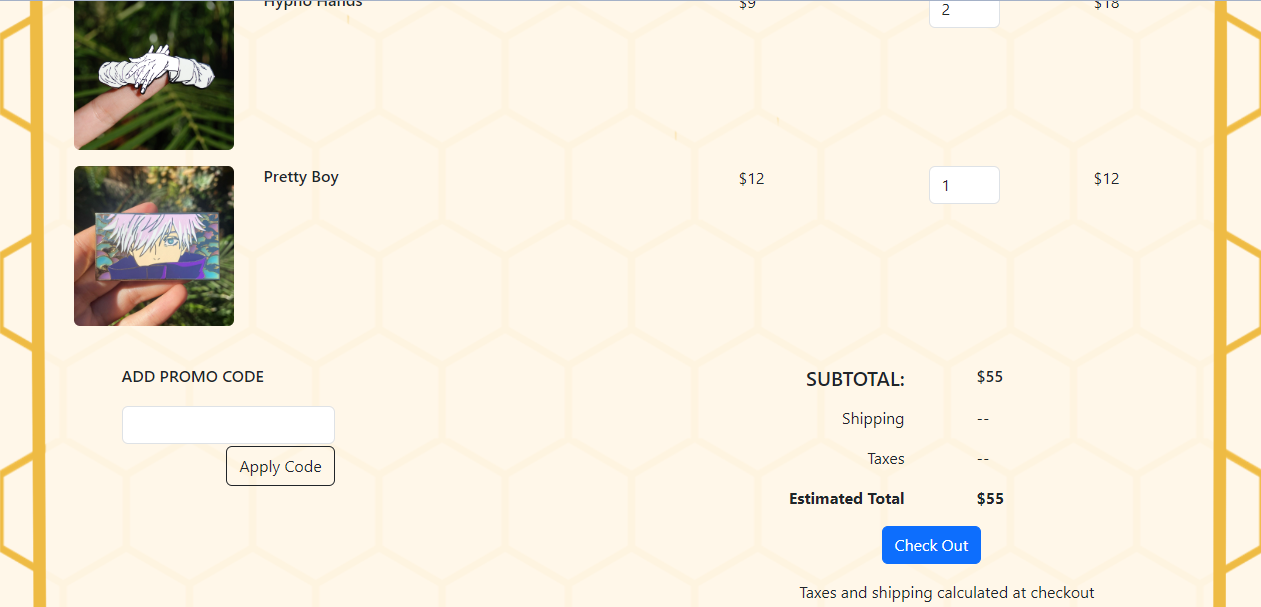 Hypno Hands $9 2 $18
Pretty Boy $12 1 $12
ADD PROMO CODE SUBTOTAL: $55
Shipping --
Taxes --
Apply Code
Estimated Total $55
Check Out
Taxes and shipping calculated at checkout